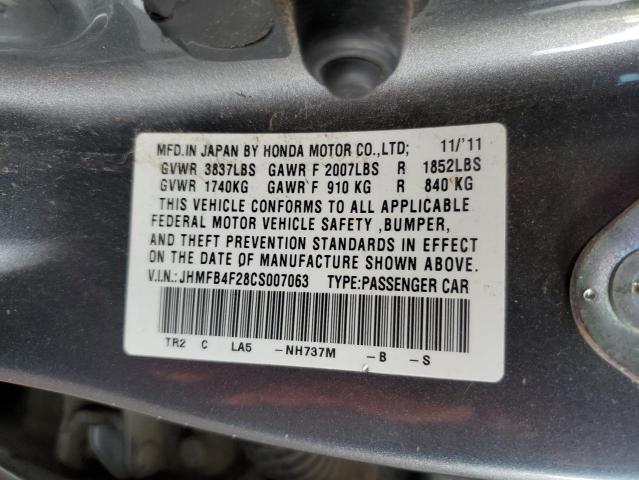 MFD.IN JAPAN BY HONDA MOTOR CO.,LTD; 11/'11
GVWR 3837LBS GAWR F 2007LBS R 1852LBS
GVWR 1740KG GAWR F 910 KG R 840 KG
THIS VEHICLE CONFORMS TO ALL APPLICABLE
FEDERAL MOTOR VEHICLE SAFETY ,BUMPER,
AND THEFT PREVENTION STANDARDS IN EFFECT
ON THE DATE OF MANUFACTURE SHOWN ABOVE.
V.I.N.:JHMFB4F28CS007063 TYPE:PASSENGER CAR
TR2 C LA5 -NH737M -B -S